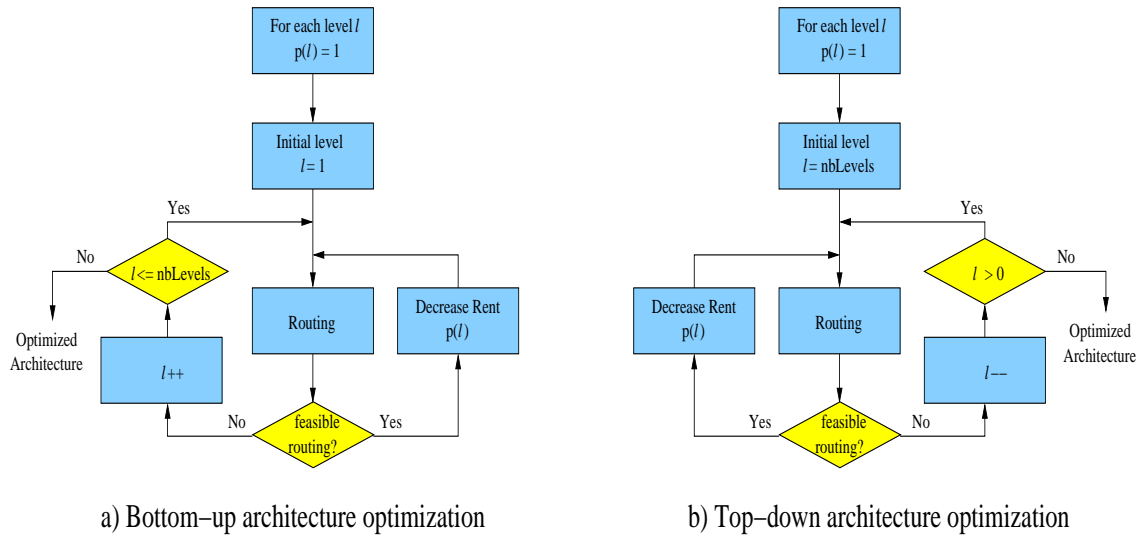 For each level l
p(l) = 1
Initial level
l = 1
Yes
No
l <= nbLevels
Optimized
Architecture
Routing
Decrease Rent
p(l)
l ++
No
feasible
routing?
Yes
a) Bottom-up architecture optimization
For each level l
p(l) = 1
Initial level
l = nbLevels
Yes
No
l > 0
Optimized
Architecture
Decrease Rent
p(l)
Routing
l --
Yes
feasible
routing?
No
b) Top-down architecture optimization